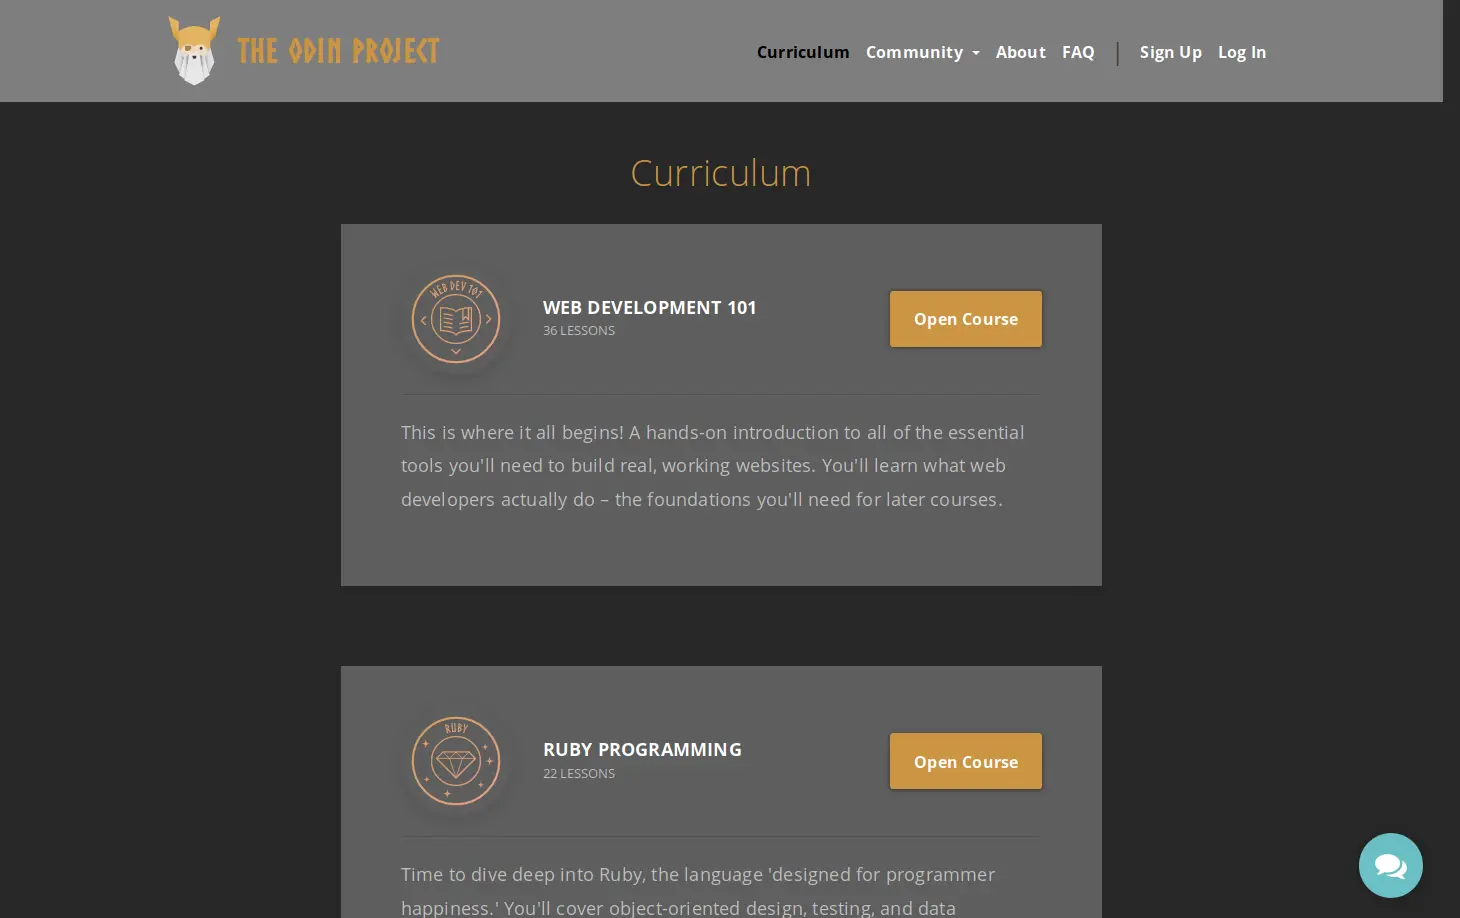 THE ODIN PROJECT
Curriculum Community About FAQ Sign Up Log In
Curriculum
WEB DEV 101
WEB DEVELOPMENT 101
36 LESSONS
Open Course
This is where it all begins! A hands-on introduction to all of the essential
tools you'll need to build real, working websites. You'll learn what web
developers actually do – the foundations you'll need for later courses.
RUBY
RUBY PROGRAMMING
22 LESSONS
Open Course
Time to dive deep into Ruby, the language 'designed for programmer
happiness.' You'll cover object-oriented design, testing, and data